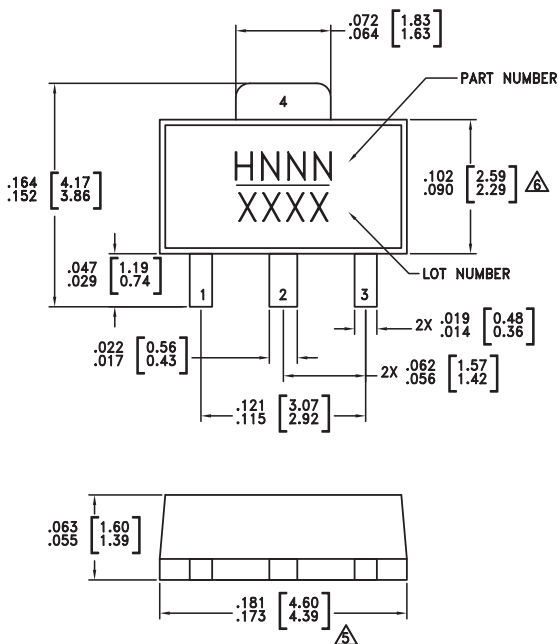 .072 [1.83]
.064 [1.63]
PART NUMBER
4
HNNN
XXXX
.164 [4.17]
.152 [3.86]
.102 [2.59]
.090 [2.29] 6
LOT NUMBER
.047 [1.19]
.029 [0.74]
1 2 3
2X .019 [0.48]
.014 [0.36]
.022 [0.56]
.017 [0.43]
2X .062 [1.57]
.056 [1.42]
.121 [3.07]
.115 [2.92]
.063 [1.60]
.055 [1.39]
.181 [4.60]
.173 [4.39]
5